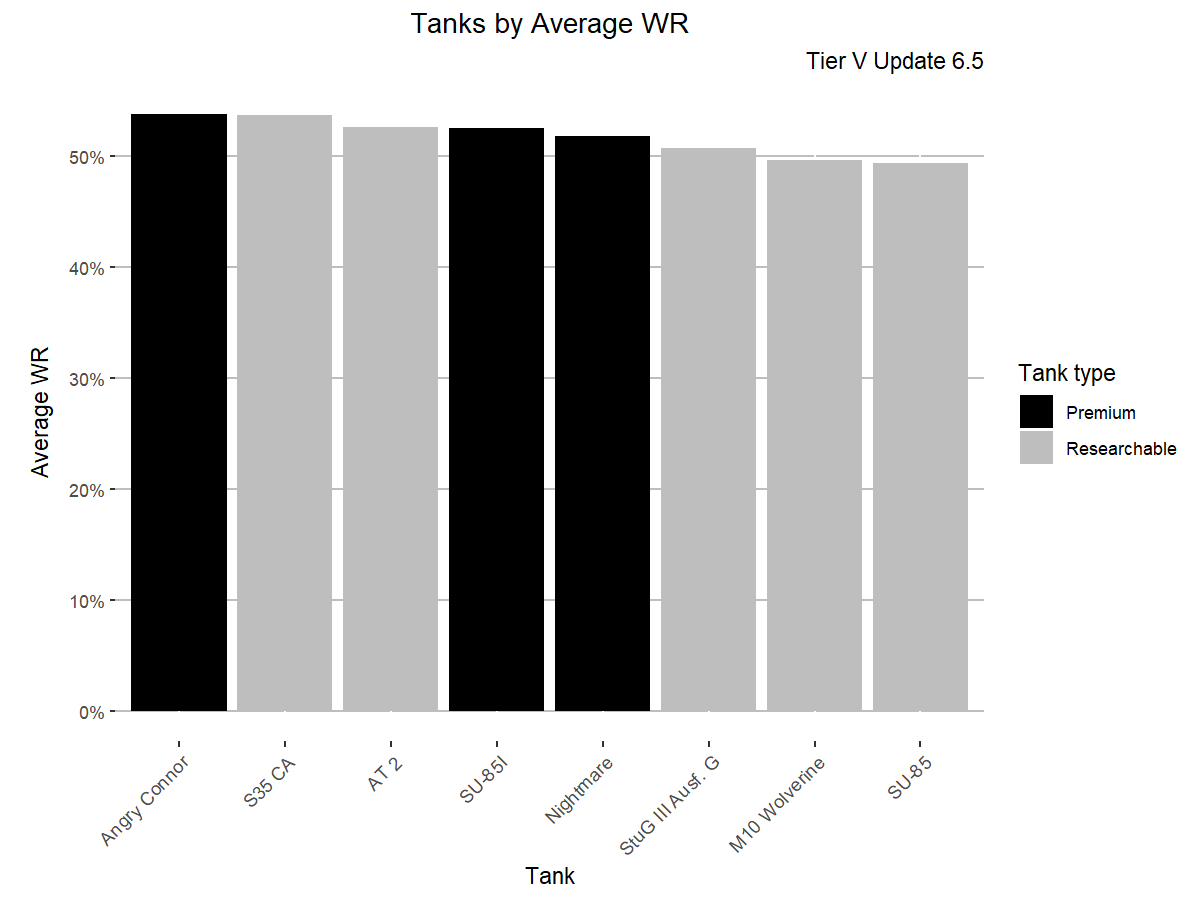 Tanks by Average WR
Tier V Update 6.5
Average WR
50%
40%
30%
20%
10%
0%
Angry Connor
S35 CA
AT 2
SU-85I
Nightmare
StuG III Ausf. G
M10 Wolverine
SU-85
Tank
Tank type
Premium
Researchable